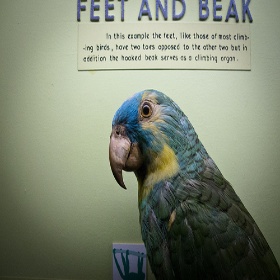 FEET AND BEAK
In this example the feet, like those of most climb-
-ing birds, have two toes opposed to the other two but in
addition the hooked beak serves as a climbing organ.